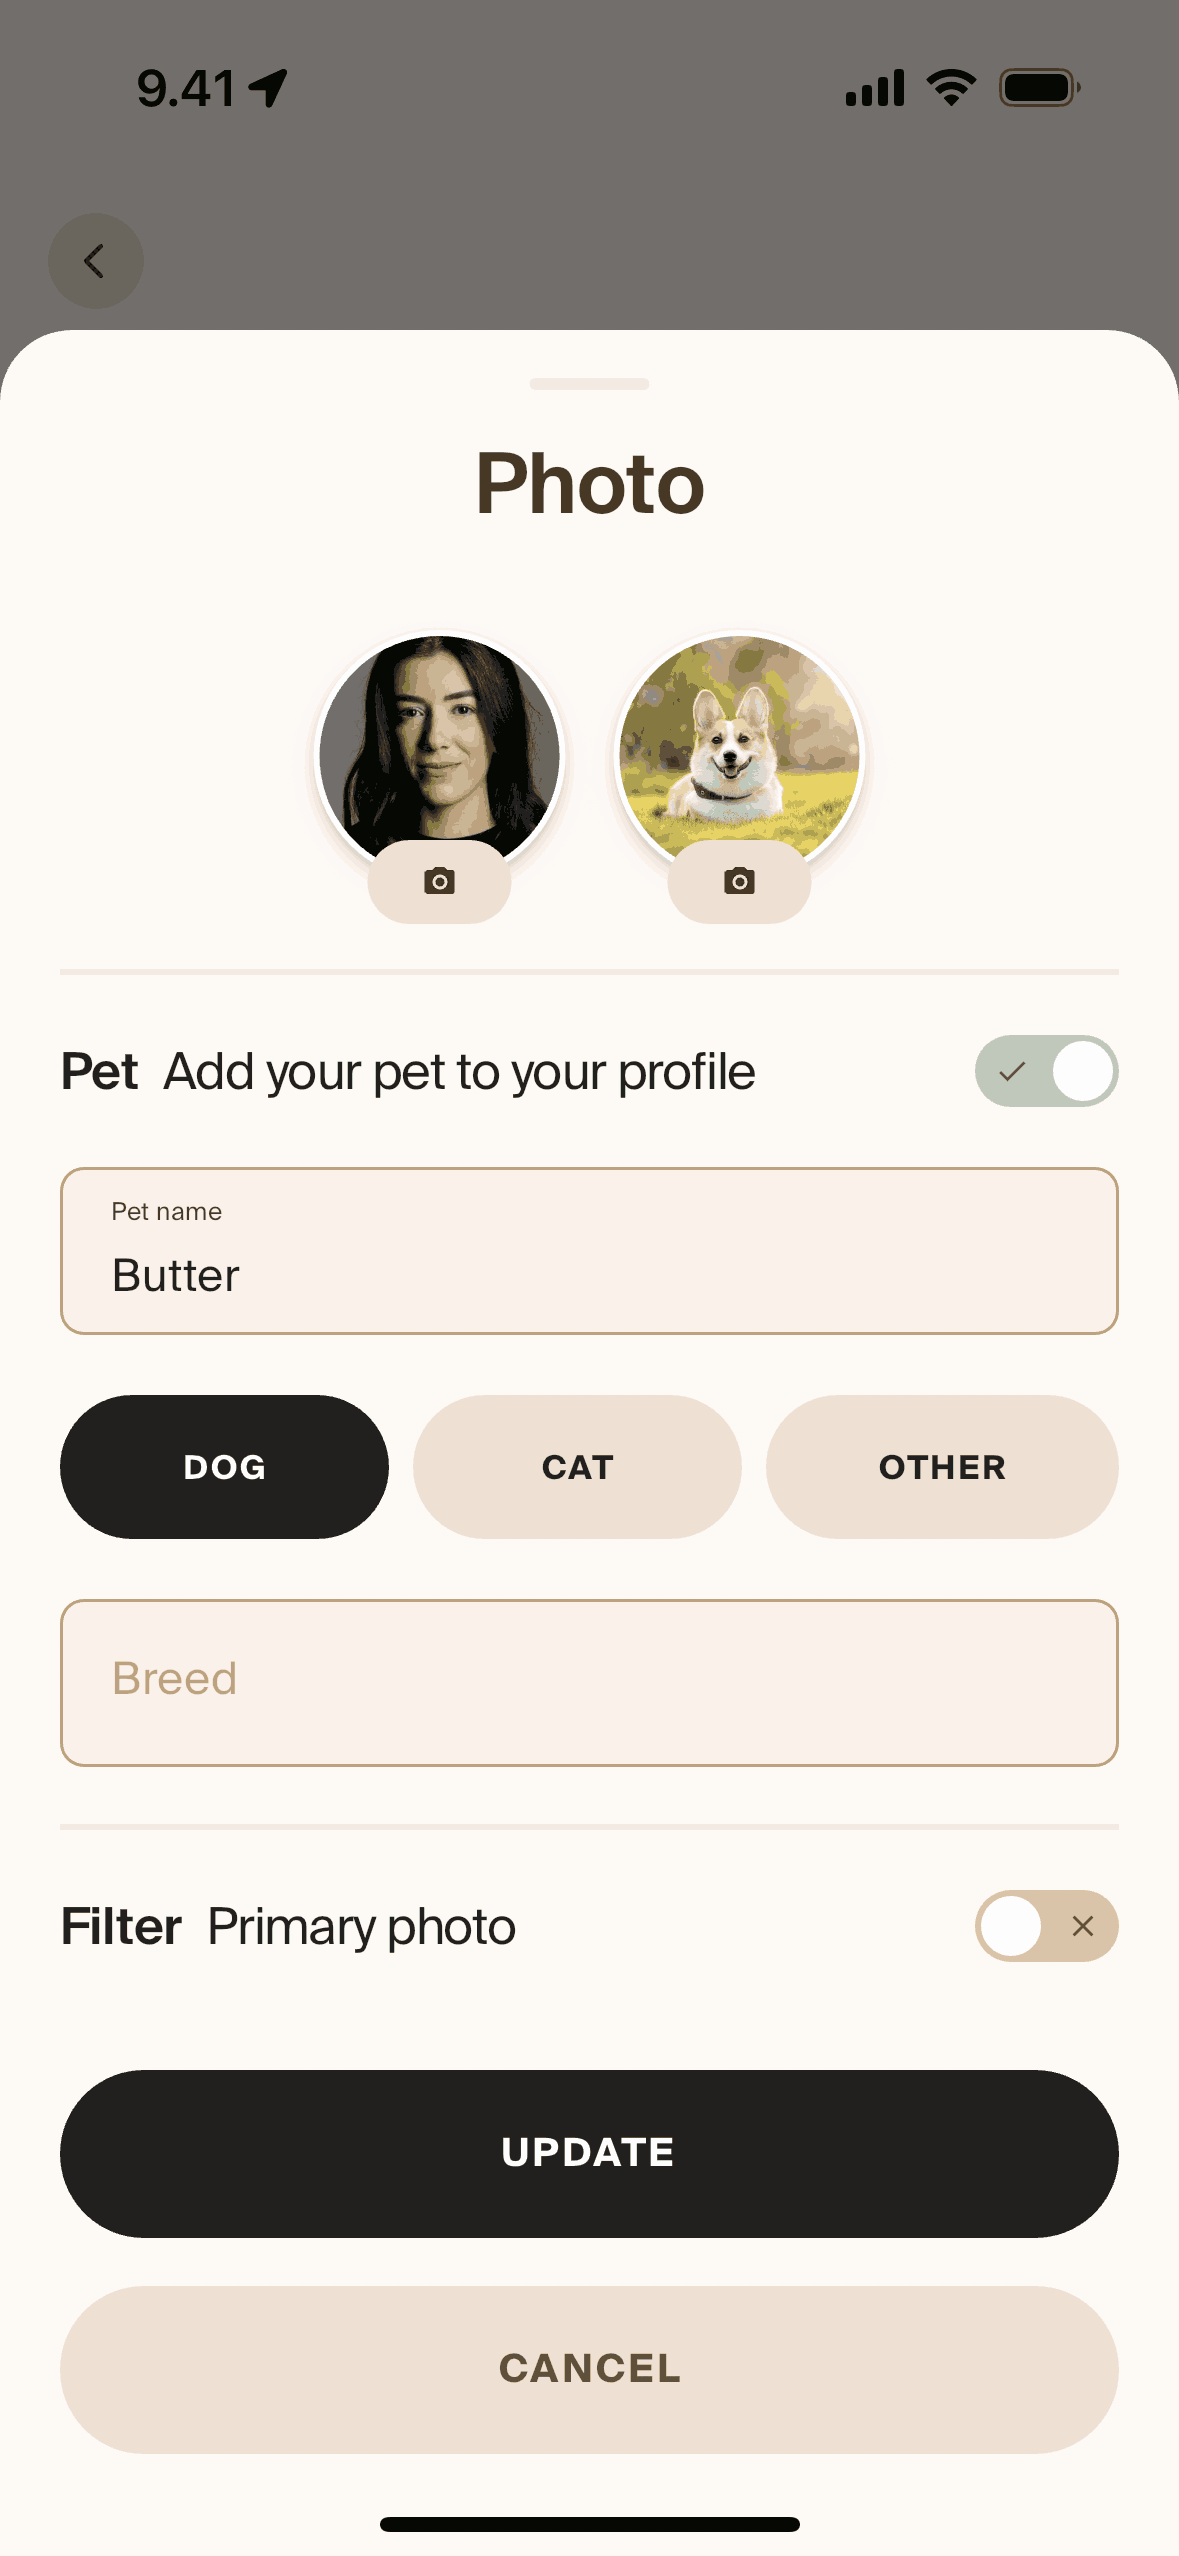 9.41
Photo
Pet Add your pet to your profile
Pet name
Butter
DOG CAT OTHER
Breed
Filter Primary photo
UPDATE
CANCEL